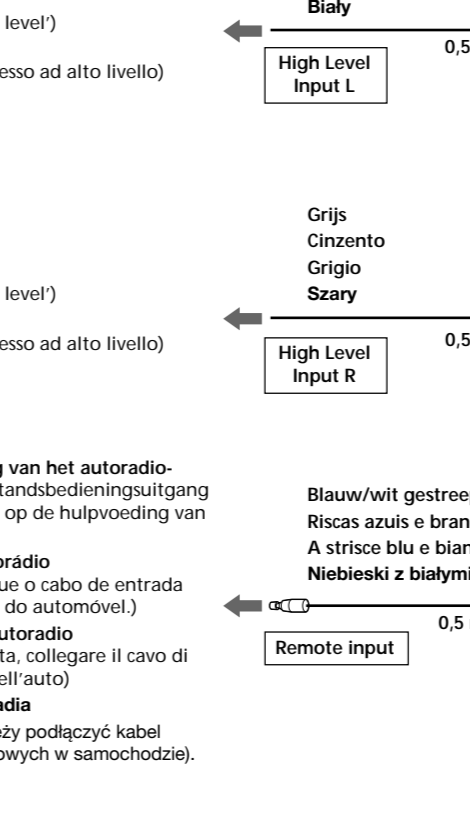 level')
esso ad alto livello)
Biały
0,5
High Level
Input L
level')
esso ad alto livello)
Grijs
Cinzento
Grigio
Szary
0,5
High Level
Input R
g van het autoradio-
tandsbedieningsuitgang
op de hulpvoeding van
orádio
ue o cabo de entrada
do automóvel.)
utoradio
ta, collegare il cavo di
ell'auto)
adia
eży podłączyć kabel
owych w samochodzie).
Blauw/wit gestreep
Riscas azuis e bran
A strisce blu e bian
Niebieski z białymi
0,5
Remote input